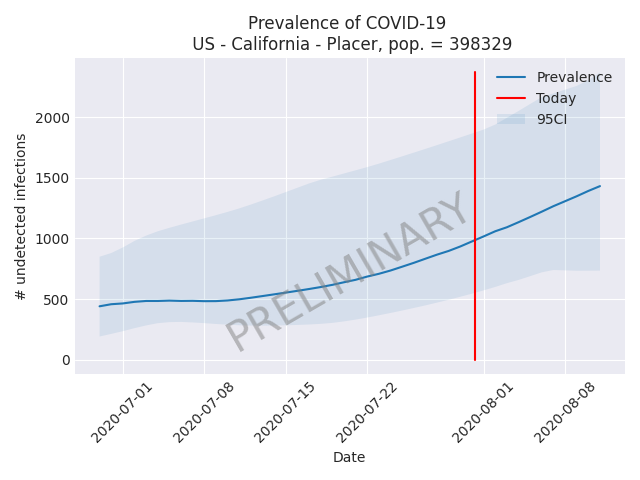 Prevalence of COVID-19
US - California - Placer, pop. = 398329
Prevalence
Today
95CI
# undetected infections
2000
1500
1000
500
0
PRELIMINARY
2020-07-01
2020-07-08
2020-07-15
2020-07-22
2020-08-01
2020-08-08
Date